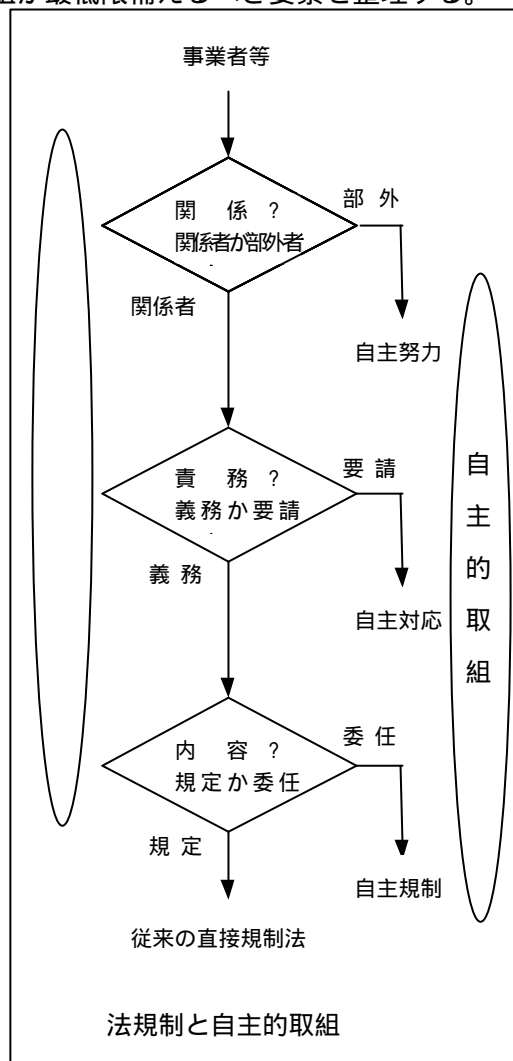 事業者等
関 係 ?
部 外
関係者か部外者
関係者
自主努力
責 務 ?
要 請
義務か要請
義 務
自主対応
内 容 ?
委 任
規定か委任
規 定
自主規制
従来の直接規制法
自主的取組
法規制と自主的取組